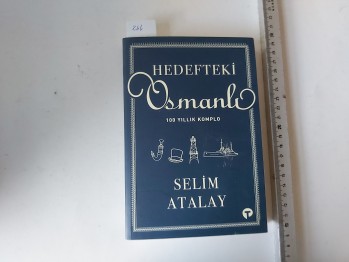 HEDEFTEKİ
Osmanlı
100 YILLIK KOMPLO
SELİM
ATALAY